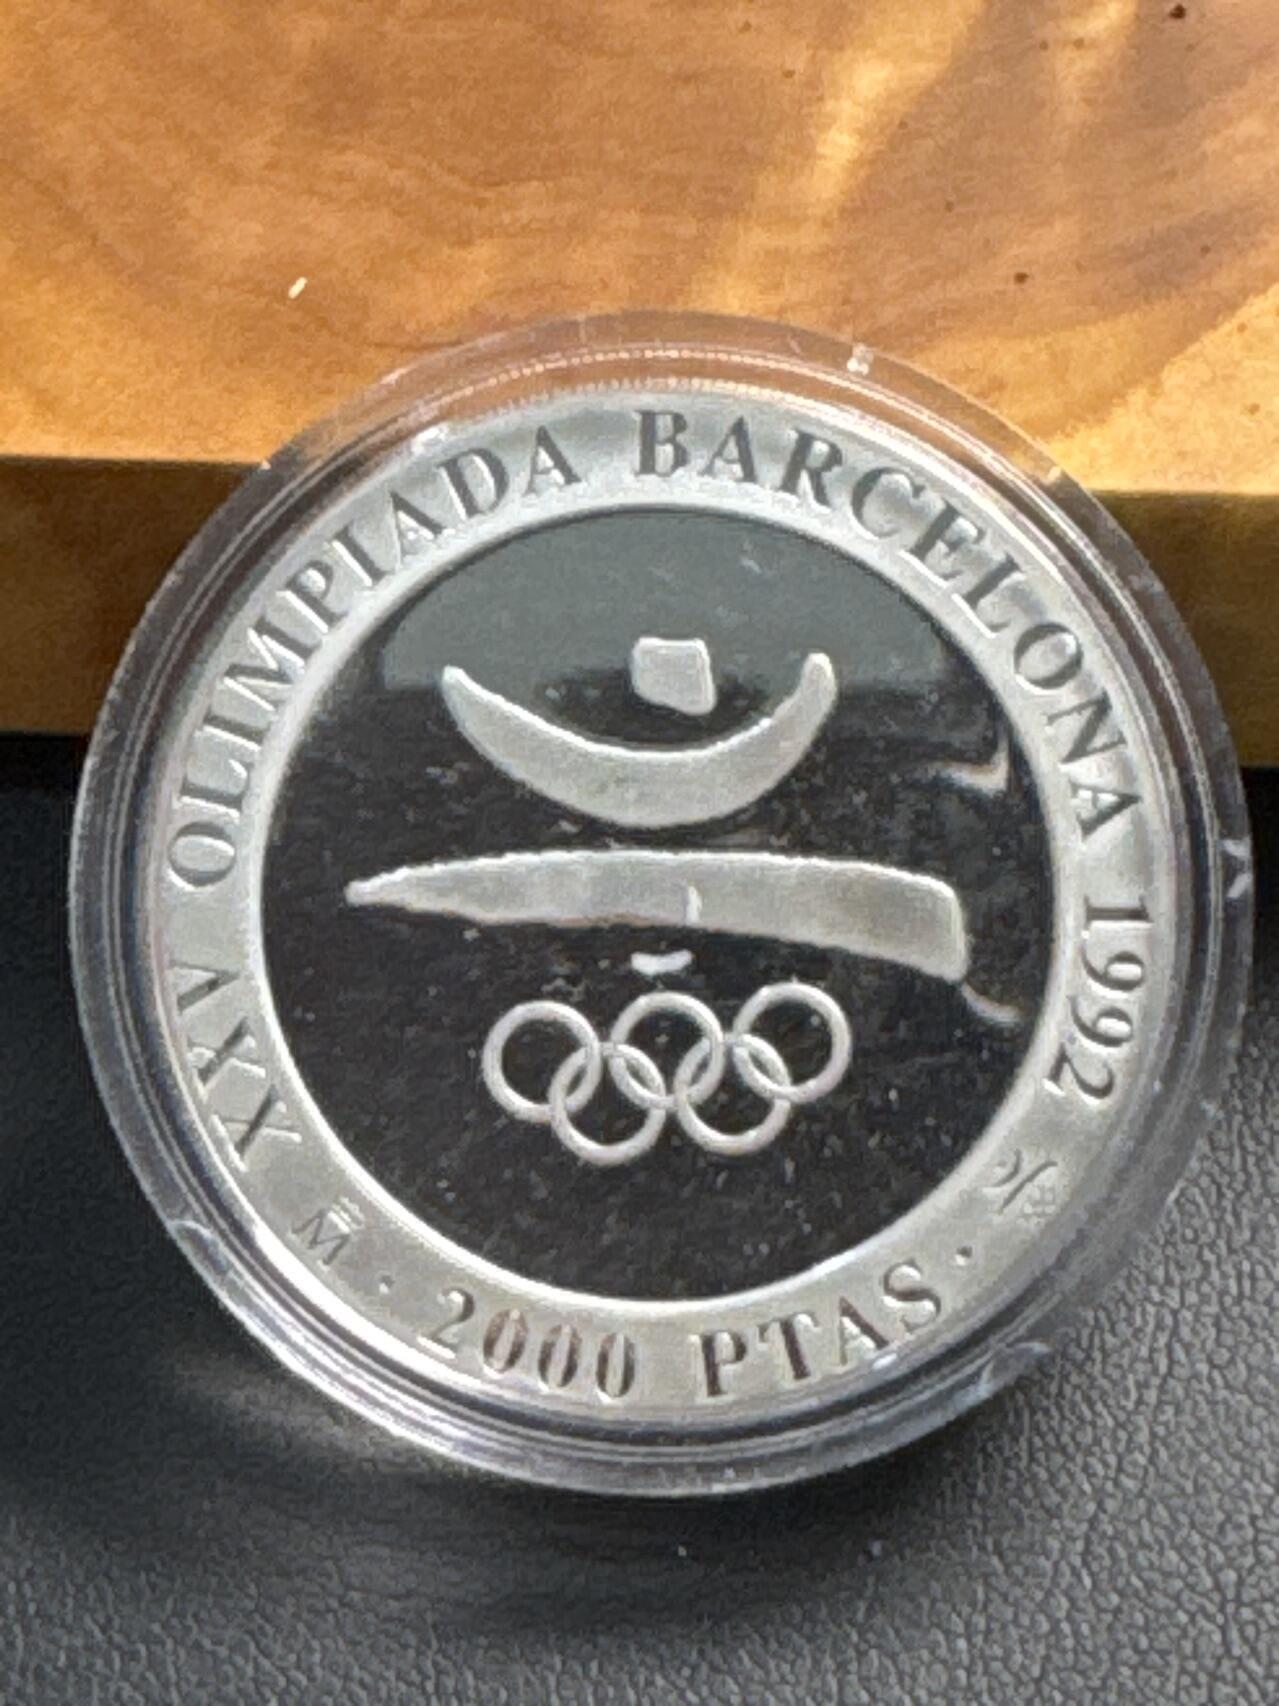 XXV OLIMPIADA BARCELONA 1992
M · 2000 PTAS ·